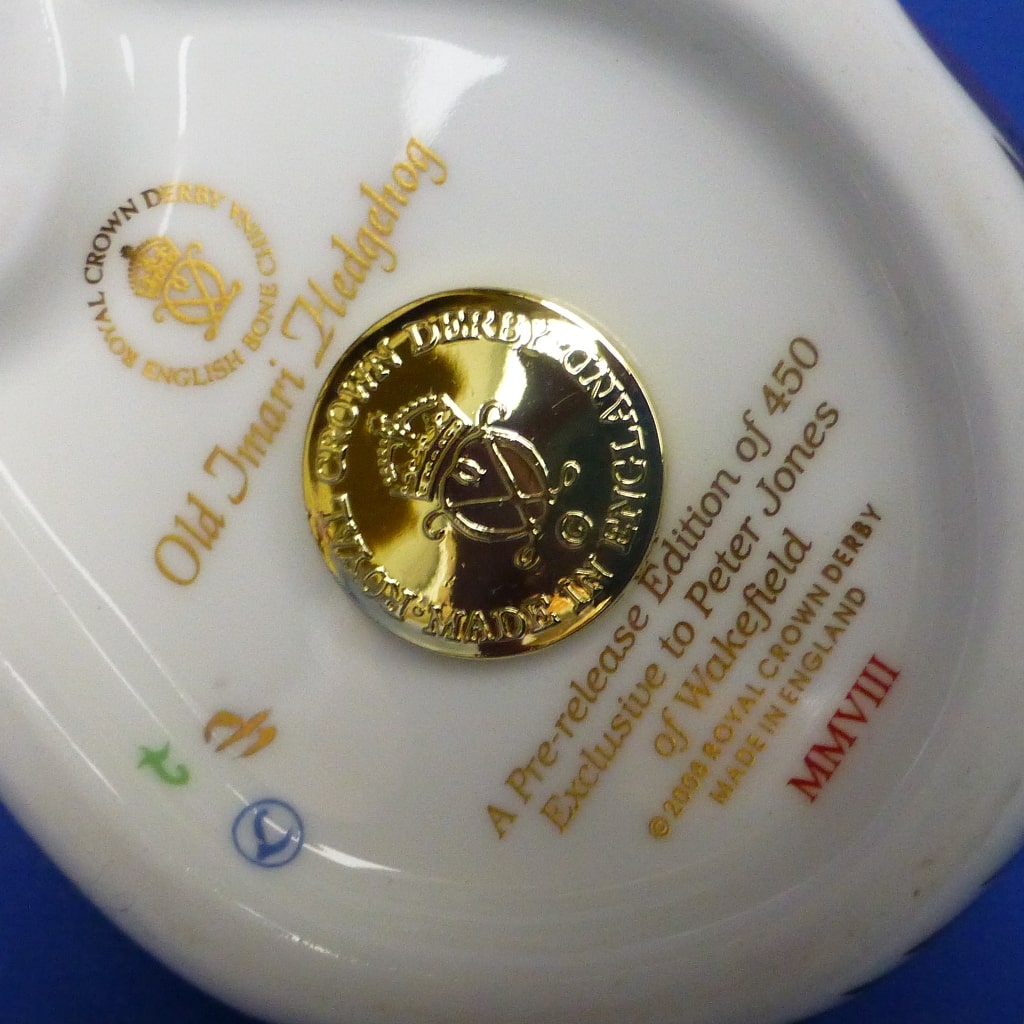 ROYAL CROWN DERBY
ENGLISH BONE CHINA
Old Imari Hedgehog
ROYAL CROWN DERBY
MADE IN ENGLAND
A Pre-release Edition of 450
Exclusive to Peter Jones
of Wakefield
© 2008 ROYAL CROWN DERBY
MADE IN ENGLAND
MMVIII